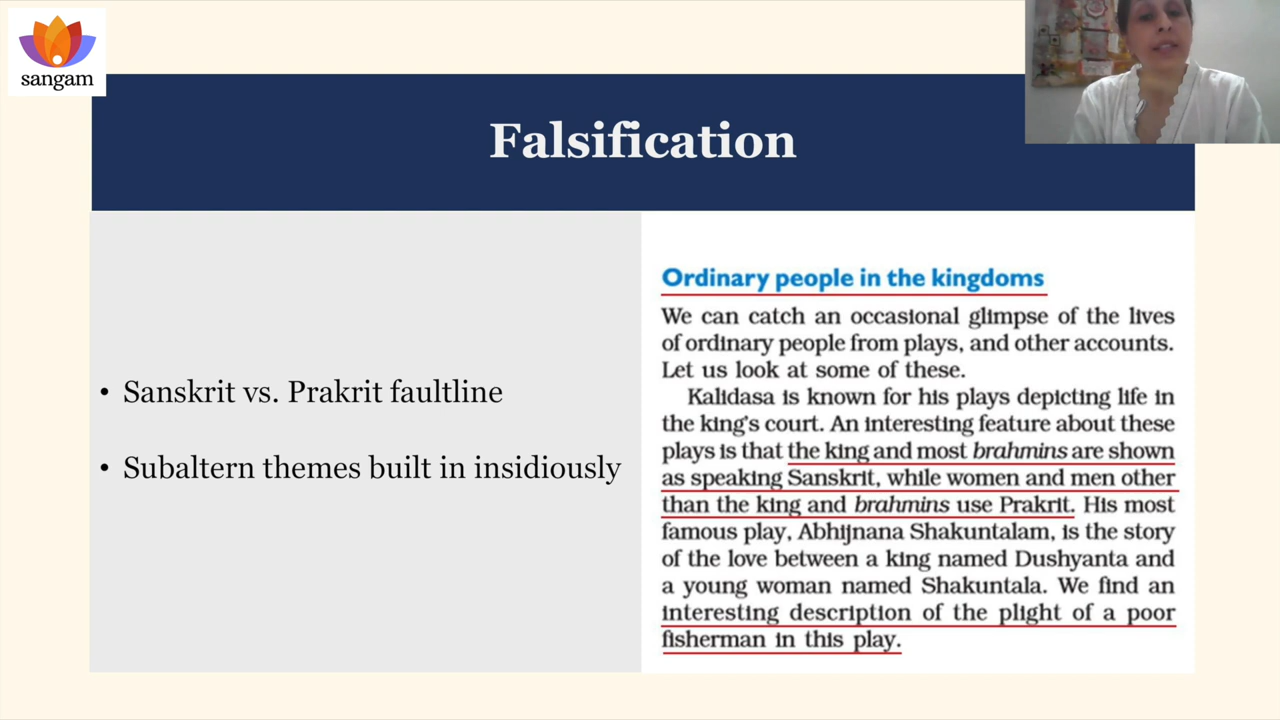 sangam
Falsification
• Sanskrit vs. Prakrit faultline
• Subaltern themes built in insidiously
Ordinary people in the kingdoms
We can catch an occasional glimpse of the lives
of ordinary people from plays, and other accounts.
Let us look at some of these.
Kalidasa is known for his plays depicting life in
the king's court. An interesting feature about these
plays is that the king and most brahmins are shown
as speaking Sanskrit, while women and men other
than the king and brahmins use Prakrit. His most
famous play, Abhijnana Shakuntalam, is the story
of the love between a king named Dushyanta and
a young woman named Shakuntala. We find an
interesting description of the plight of a poor
fisherman in this play.